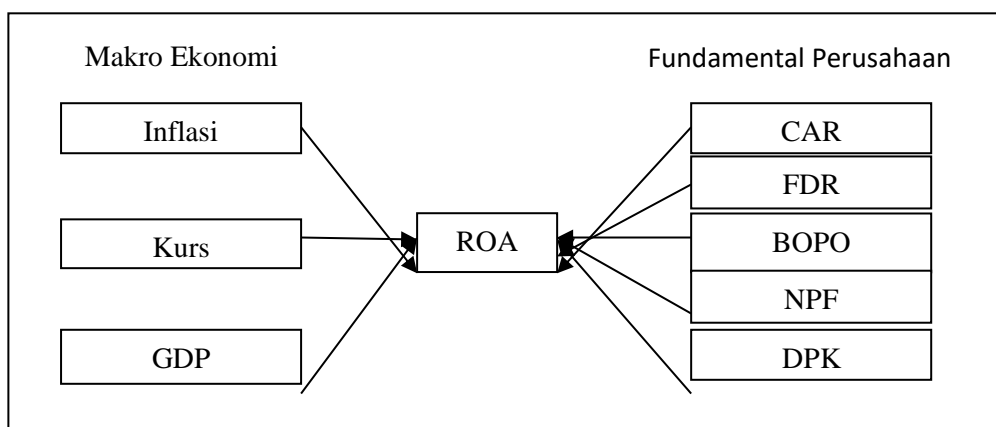 Makro Ekonomi
Fundamental Perusahaan
Inflasi
Kurs
GDP
ROA
CAR
FDR
BOPO
NPF
DPK